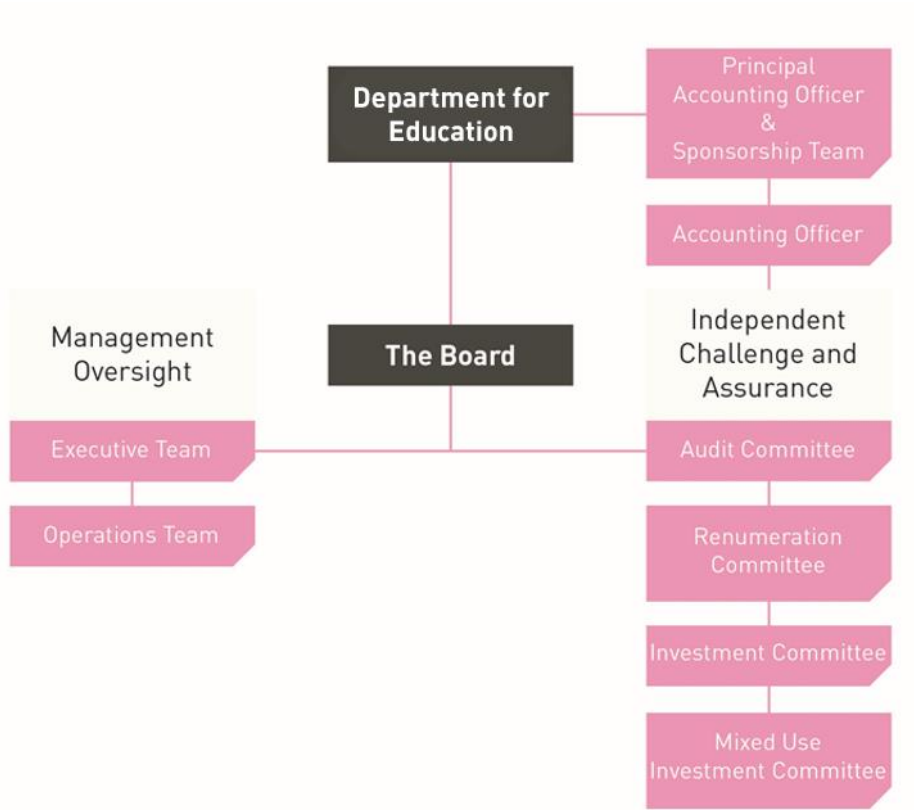 Department for
Education
Principal
Accounting Officer
&
Sponsorship Team
Accounting Officer
Management
Oversight
The Board
Independent
Challenge and
Assurance
Executive Team
Operations Team
Audit Committee
Renumeration
Committee
Investment Committee
Mixed Use
Investment Committee